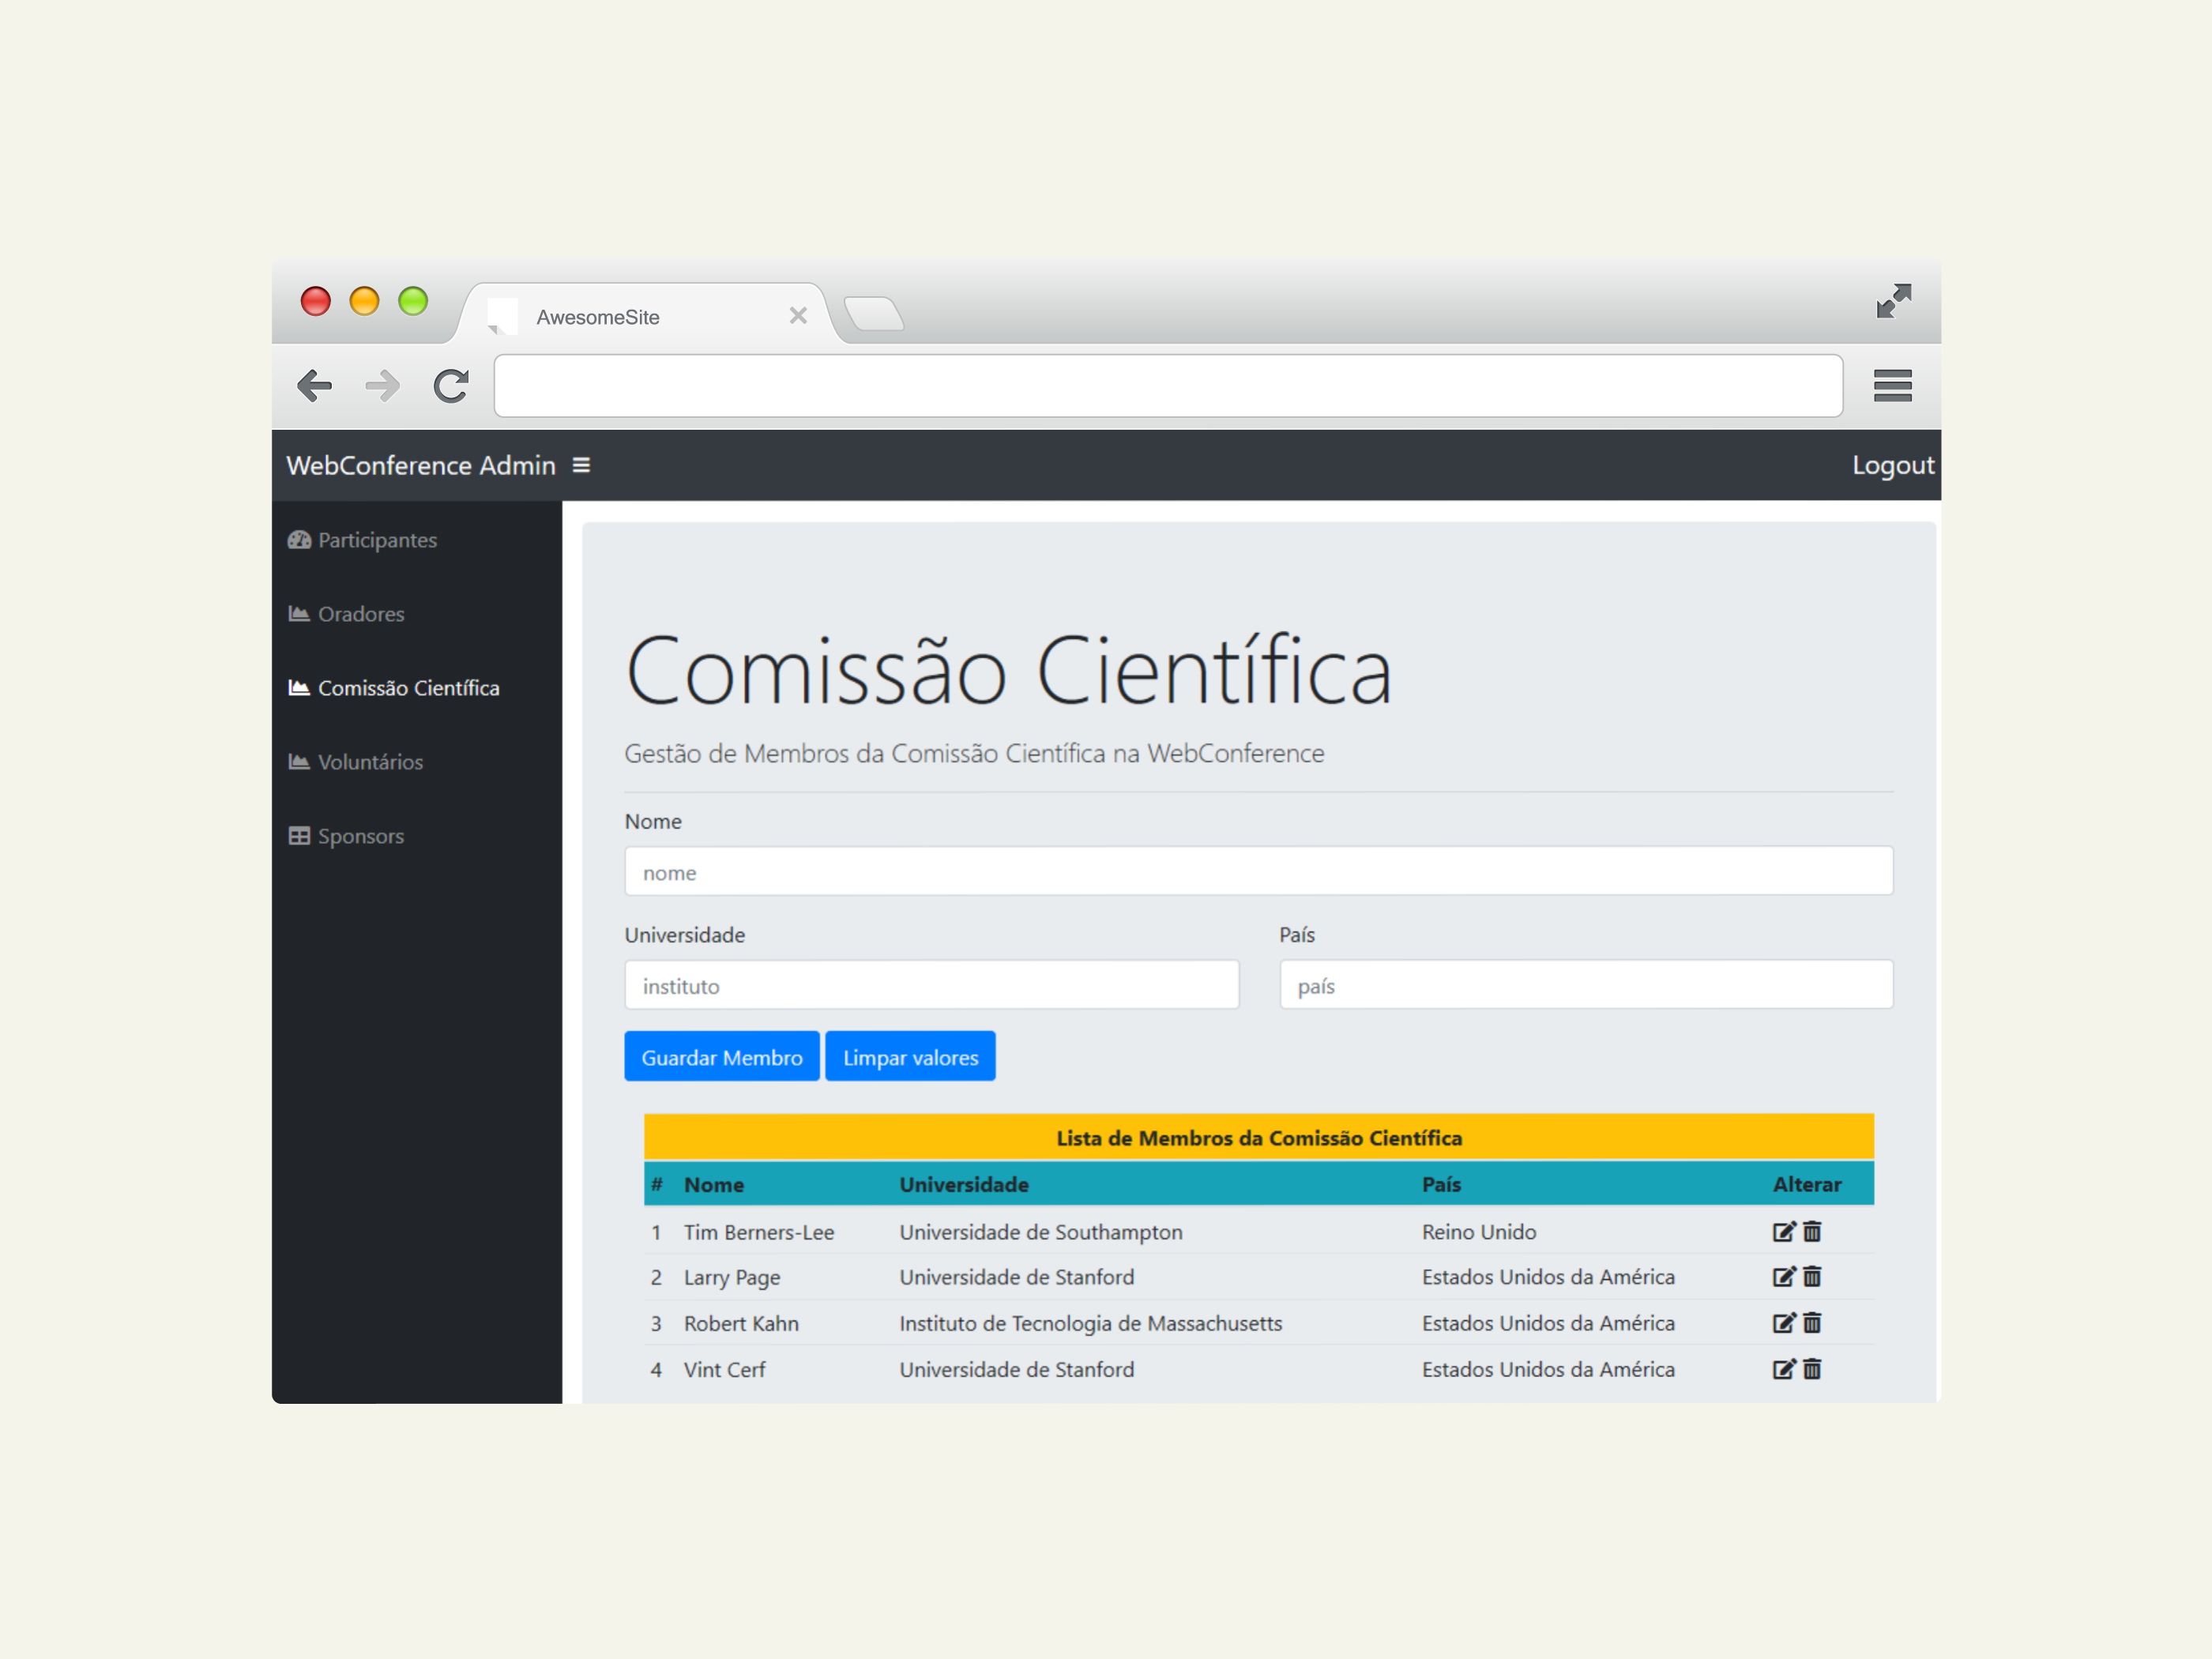 AwesomeSite
WebConference Admin
Logout
Participantes
Oradores
Comissão Científica
Voluntários
Sponsors
Comissão Científica
Gestão de Membros da Comissão Científica na WebConference
Nome
nome
Universidade País
instituto país
Guardar Membro Limpar valores
Lista de Membros da Comissão Científica
# Nome Universidade País Alterar
1 Tim Berners-Lee Universidade de Southampton Reino Unido
2 Larry Page Universidade de Stanford Estados Unidos da América
3 Robert Kahn Instituto de Tecnologia de Massachusetts Estados Unidos da América
4 Vint Cerf Universidade de Stanford Estados Unidos da América